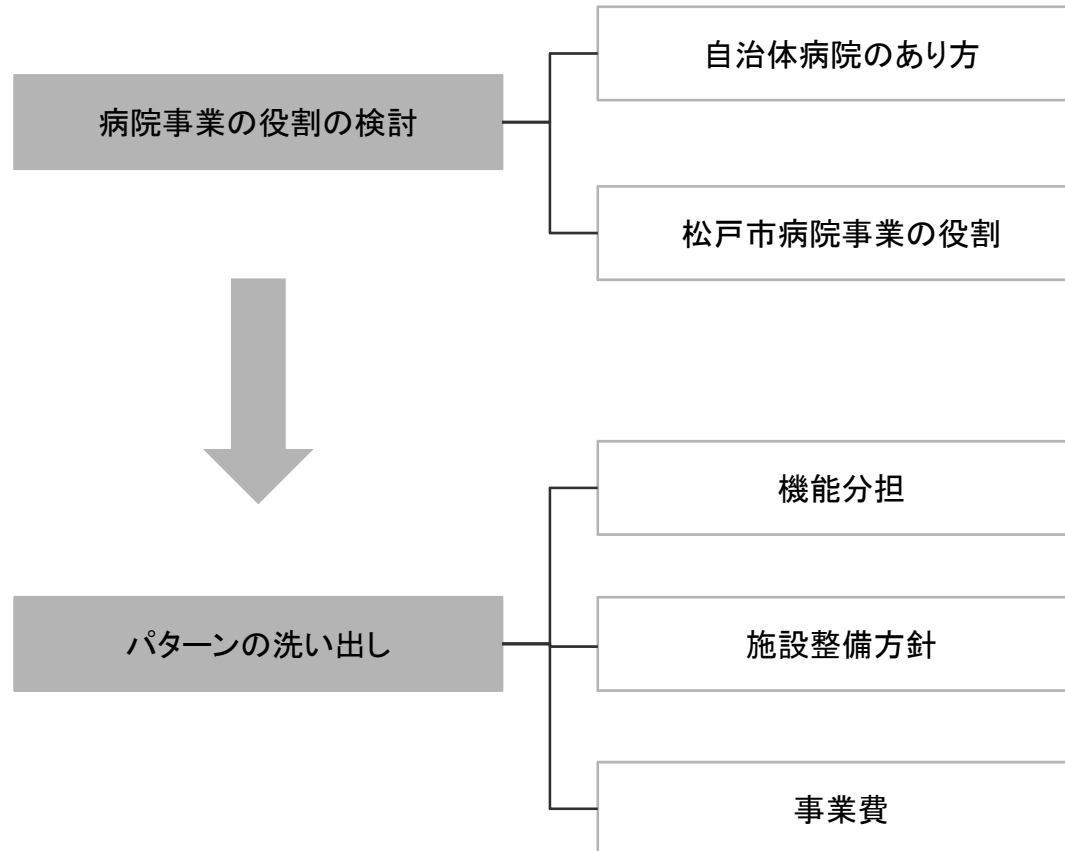 自治体病院のあり方
病院事業の役割の検討
松戸市病院事業の役割
機能分担
パターンの洗い出し
施設整備方針
事業費